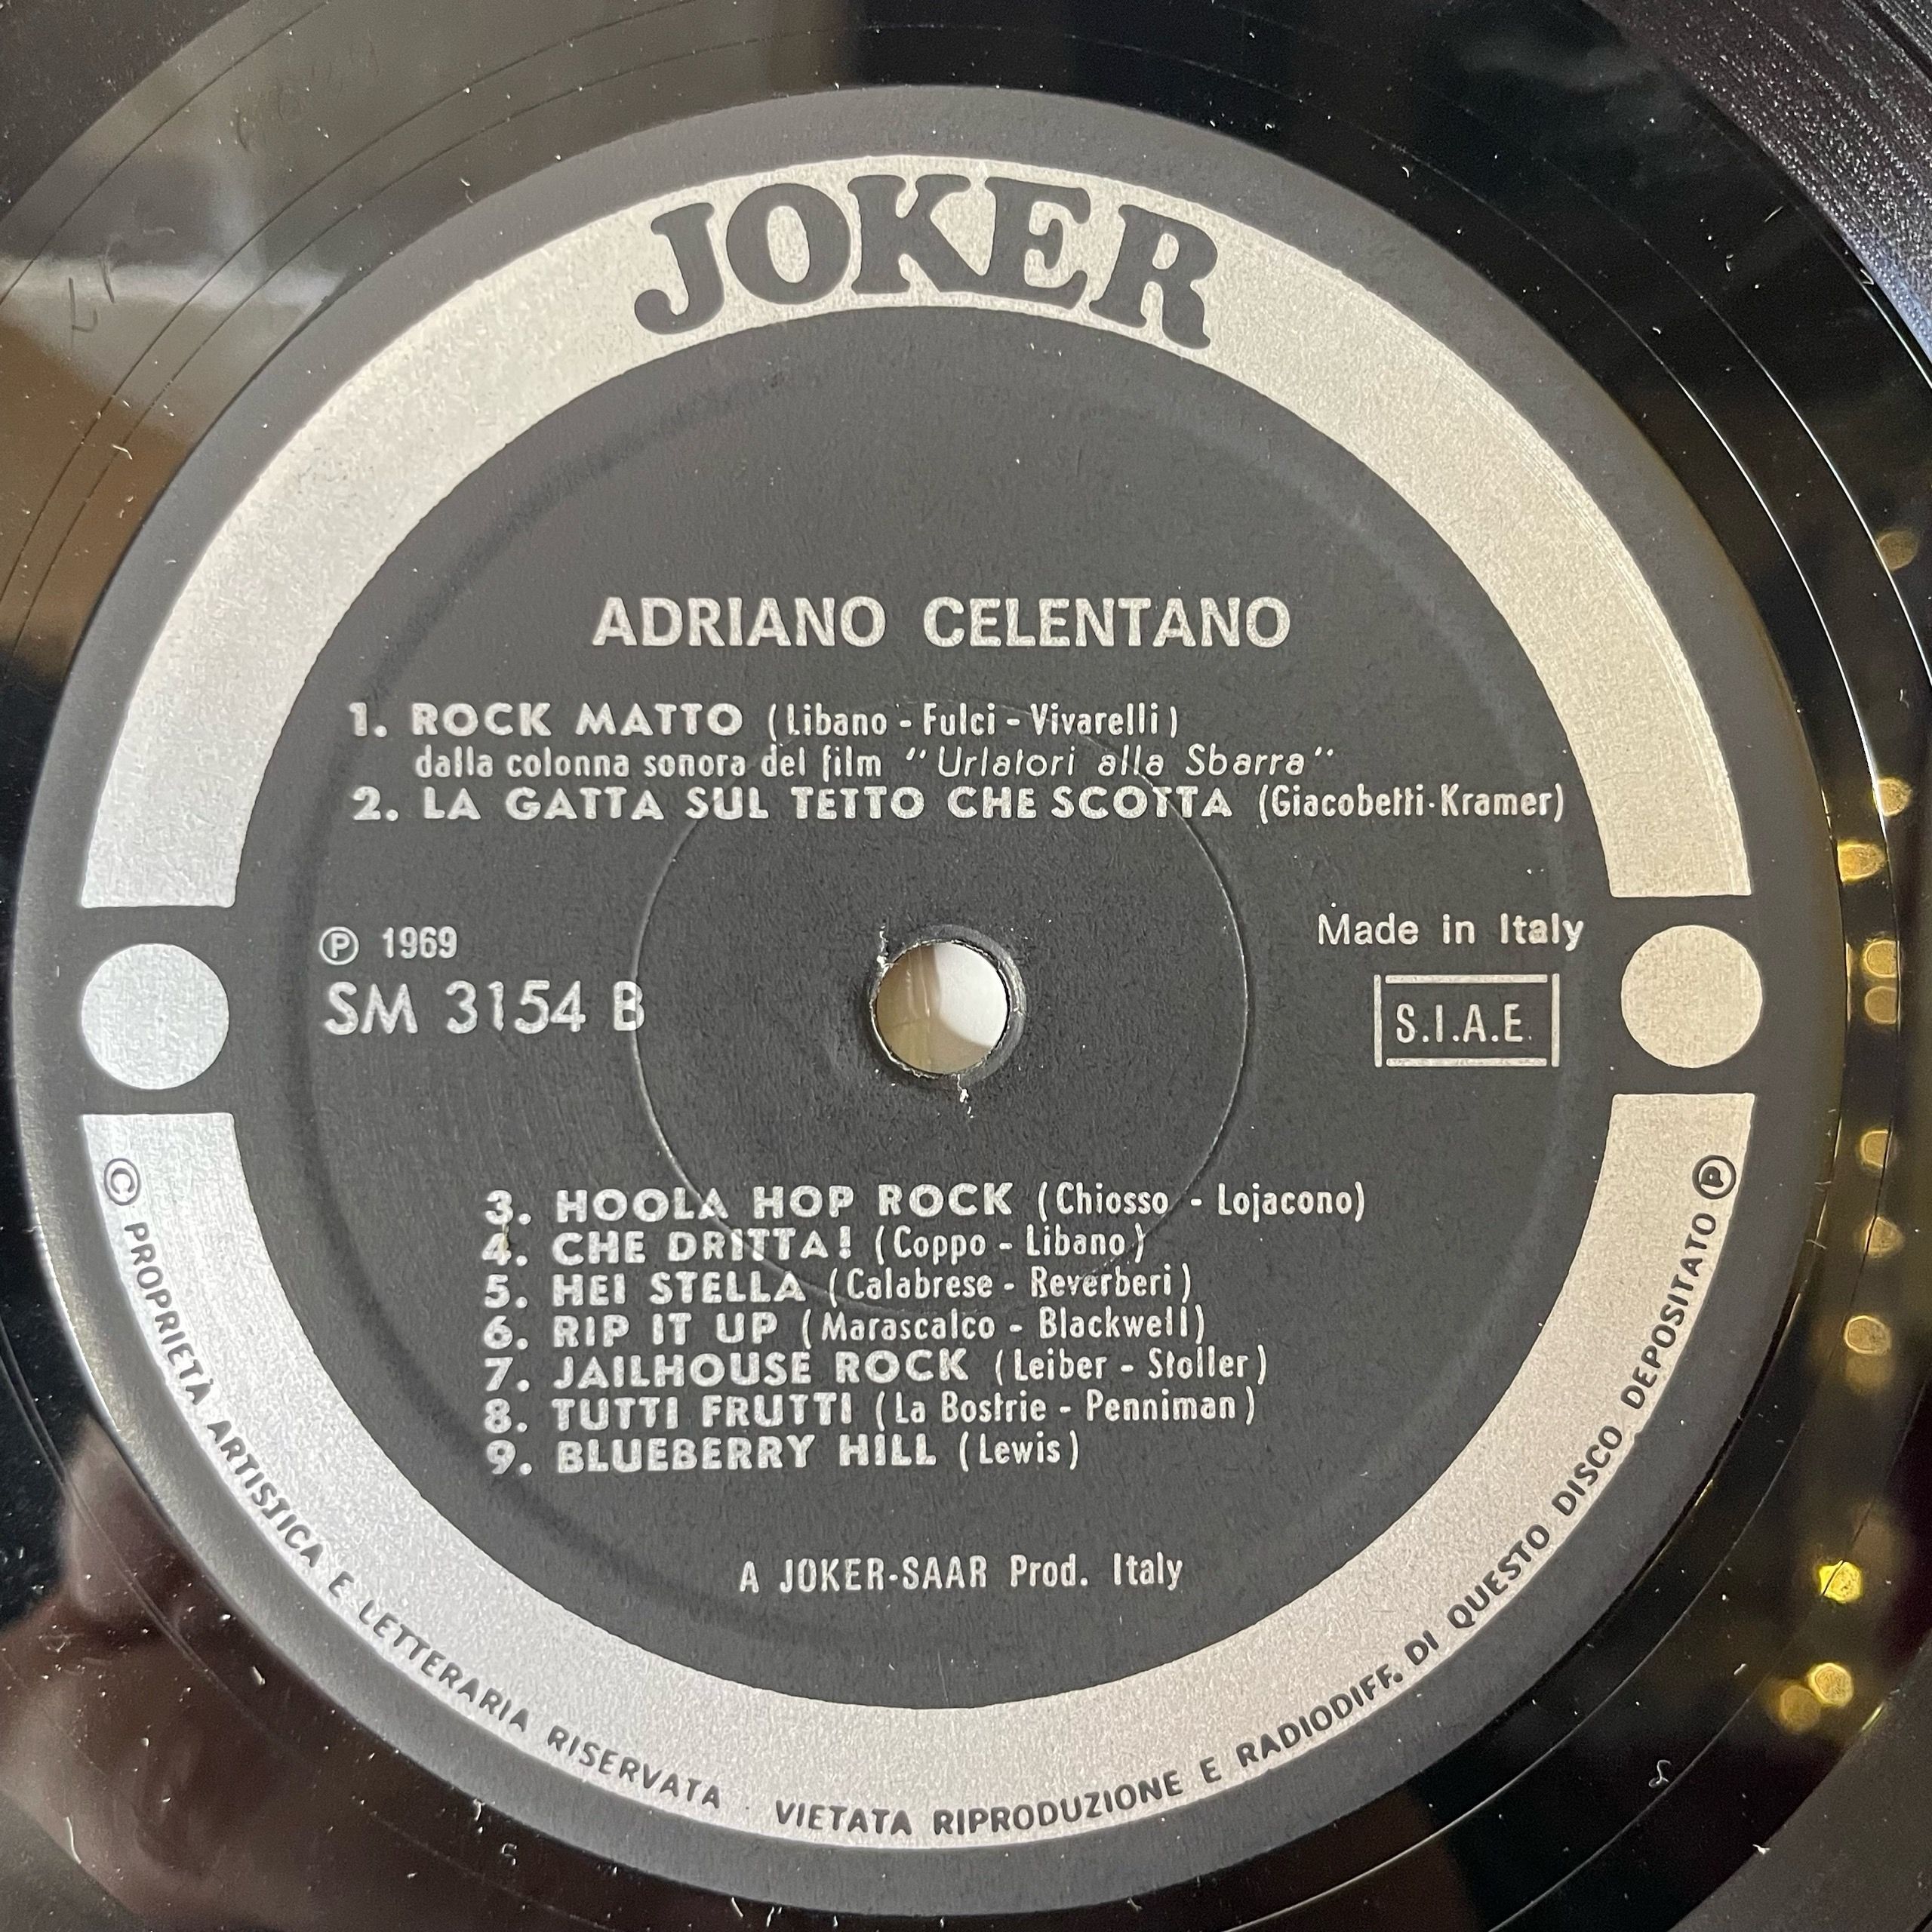 JOKER
ADRIANO CELENTANO
1. ROCK MATTO (Libano - Fulci - Vivarelli)
dalla colonna sonora del film "Urlatori alla Sbarra"
2. LA GATTA SUL TETTO CHE SCOTTA (Giacobetti-Kramer)
℗ 1969
SM 3154 B
Made in Italy
S.I.A.E.
3. HOOLA HOP ROCK (Chiosso - Lojacono)
4. CHE DRITTA! (Coppo - Libano)
5. HEI STELLA (Calabrese - Reverberi)
6. RIP IT UP (Marascalco - Blackwell)
7. JAILHOUSE ROCK (Leiber - Stoller)
8. TUTTI FRUTTI (La Bostrie - Penniman)
9. BLUEBERRY HILL (Lewis)
A JOKER-SAAR Prod. Italy
© PROPRIETÀ ARTISTICA E LETTERARIA RISERVATA · VIETATA RIPRODUZIONE E RADIODIFF. DI QUESTO DISCO DEPOSITATO ℗